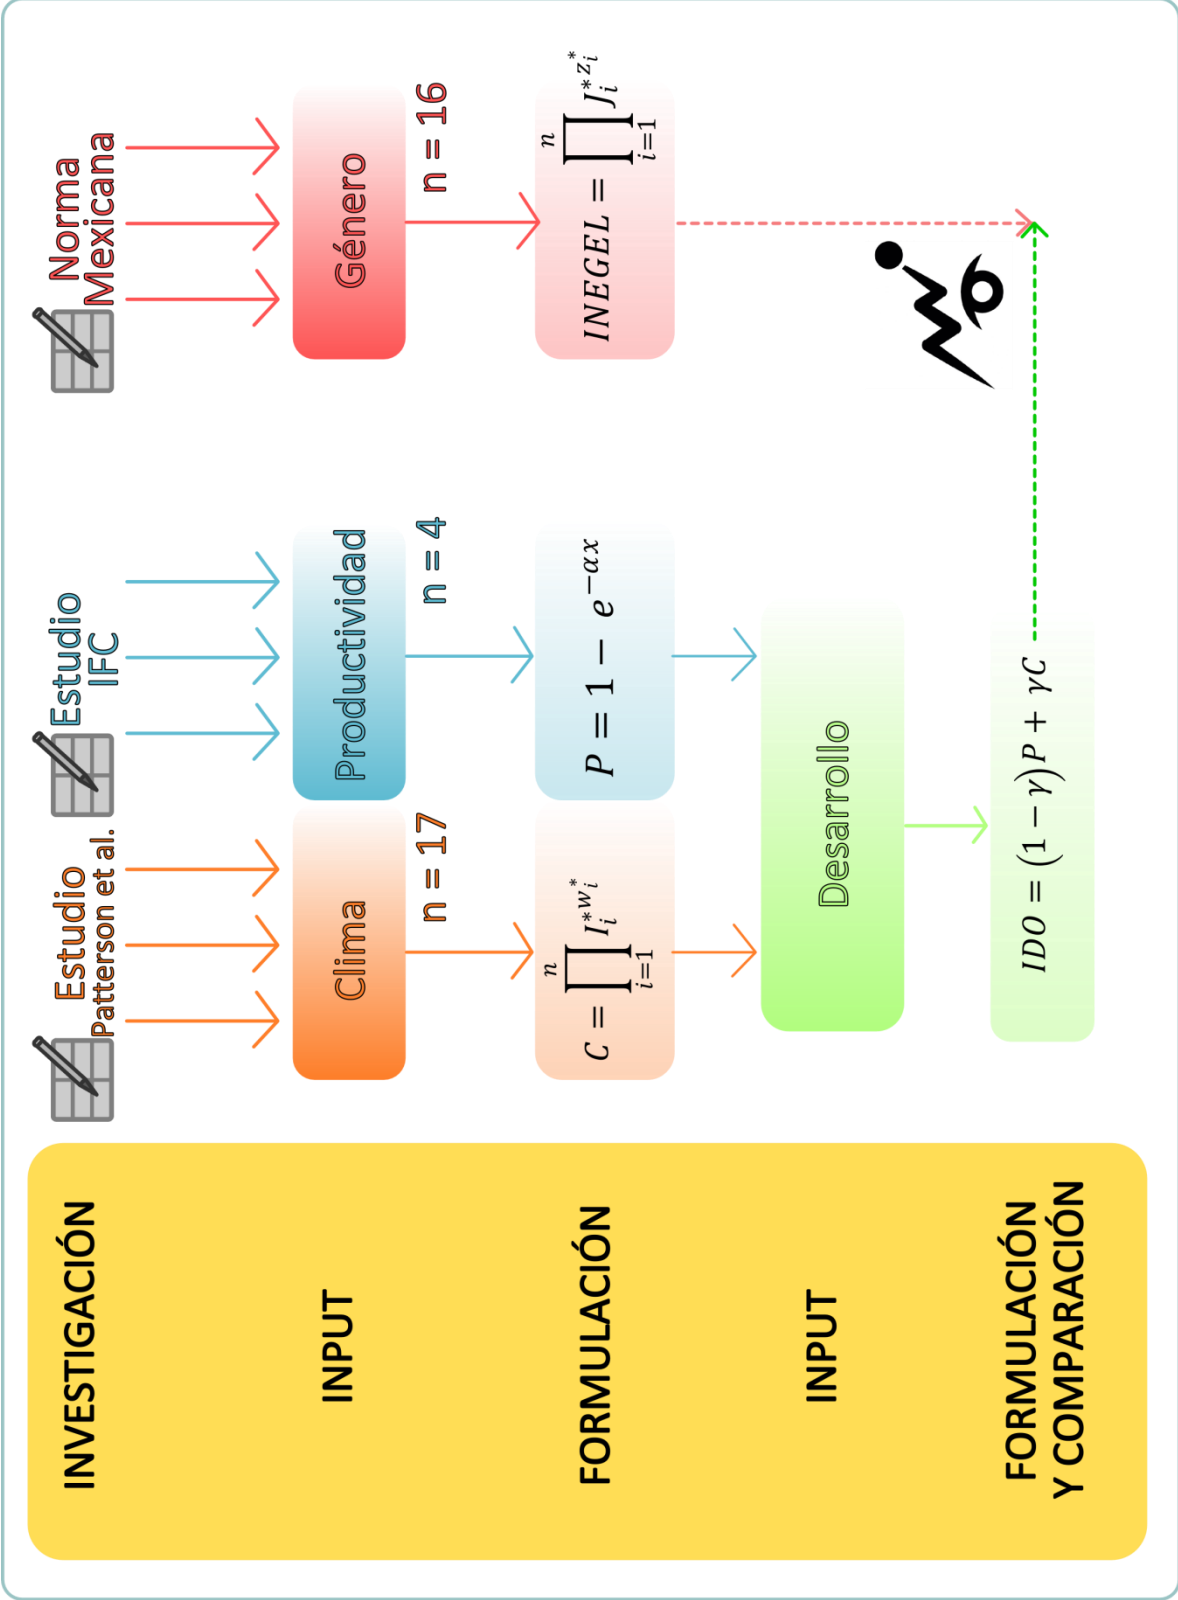 INVESTIGACIÓN
Estudio
Patterson et al.
Estudio
IFC
Norma
Mexicana
INPUT
Clima
n = 17
Productividad
n = 4
Género
n = 16
FORMULACIÓN
C = ∏_{i=1}^{n} I_i^{*w_i^*}
P = 1 − e^{−αx}
INEGEL = ∏_{i=1}^{n} J_i^{*z_i^*}
INPUT
Desarrollo
FORMULACIÓN
Y COMPARACIÓN
IDO = (1 − γ)P + γC